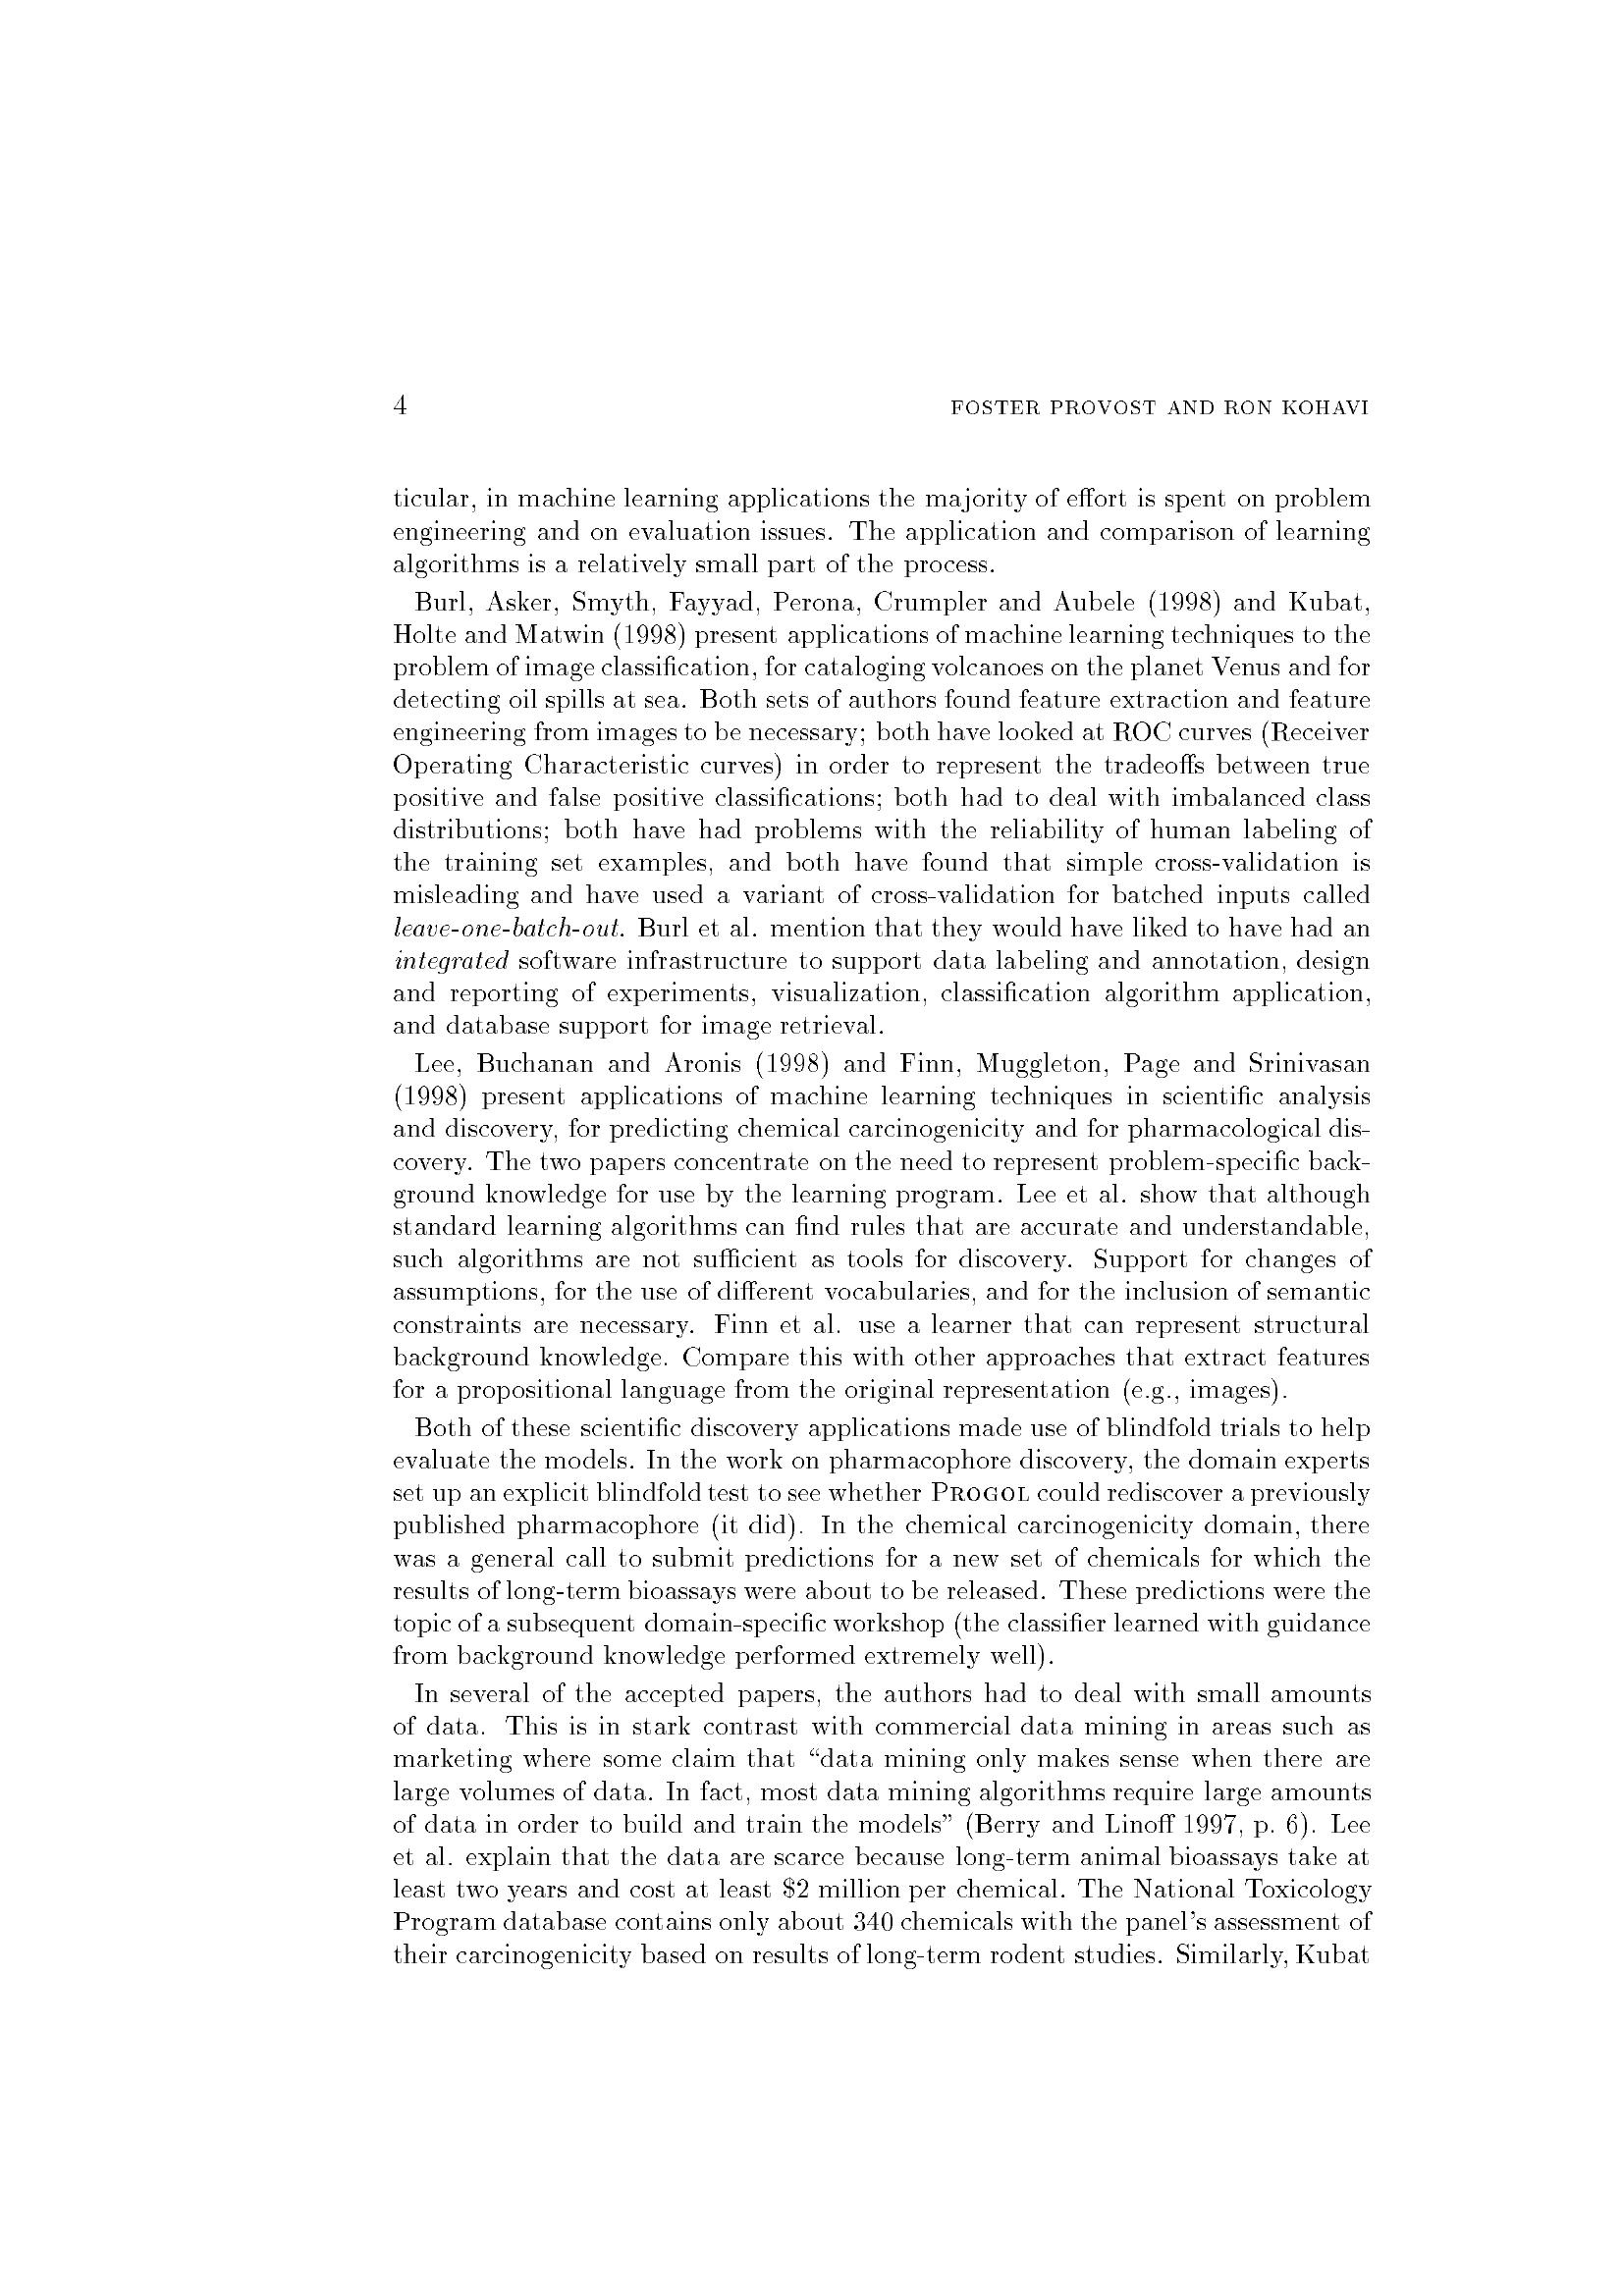 4
FOSTER PROVOST AND RON KOHAVI
ticular, in machine learning applications the majority of effort is spent on problem
engineering and on evaluation issues. The application and comparison of learning
algorithms is a relatively small part of the process.
Burl, Asker, Smyth, Fayyad, Perona, Crumpler and Aubele (1998) and Kubat,
Holte and Matwin (1998) present applications of machine learning techniques to the
problem of image classification, for cataloging volcanoes on the planet Venus and for
detecting oil spills at sea. Both sets of authors found feature extraction and feature
engineering from images to be necessary; both have looked at ROC curves (Receiver
Operating Characteristic curves) in order to represent the tradeoffs between true
positive and false positive classifications; both had to deal with imbalanced class
distributions; both have had problems with the reliability of human labeling of
the training set examples, and both have found that simple cross-validation is
misleading and have used a variant of cross-validation for batched inputs called
leave-one-batch-out. Burl et al. mention that they would have liked to have had an
integrated software infrastructure to support data labeling and annotation, design
and reporting of experiments, visualization, classification algorithm application,
and database support for image retrieval.
Lee, Buchanan and Aronis (1998) and Finn, Muggleton, Page and Srinivasan
(1998) present applications of machine learning techniques in scientific analysis
and discovery, for predicting chemical carcinogenicity and for pharmacological dis-
covery. The two papers concentrate on the need to represent problem-specific back-
ground knowledge for use by the learning program. Lee et al. show that although
standard learning algorithms can find rules that are accurate and understandable,
such algorithms are not sufficient as tools for discovery. Support for changes of
assumptions, for the use of different vocabularies, and for the inclusion of semantic
constraints are necessary. Finn et al. use a learner that can represent structural
background knowledge. Compare this with other approaches that extract features
for a propositional language from the original representation (e.g., images).
Both of these scientific discovery applications made use of blindfold trials to help
evaluate the models. In the work on pharmacophore discovery, the domain experts
set up an explicit blindfold test to see whether PROGOL could rediscover a previously
published pharmacophore (it did). In the chemical carcinogenicity domain, there
was a general call to submit predictions for a new set of chemicals for which the
results of long-term bioassays were about to be released. These predictions were the
topic of a subsequent domain-specific workshop (the classifier learned with guidance
from background knowledge performed extremely well).
In several of the accepted papers, the authors had to deal with small amounts
of data. This is in stark contrast with commercial data mining in areas such as
marketing where some claim that “data mining only makes sense when there are
large volumes of data. In fact, most data mining algorithms require large amounts
of data in order to build and train the models” (Berry and Linoff 1997, p. 6). Lee
et al. explain that the data are scarce because long-term animal bioassays take at
least two years and cost at least $2 million per chemical. The National Toxicology
Program database contains only about 340 chemicals with the panel's assessment of
their carcinogenicity based on results of long-term rodent studies. Similarly, Kubat